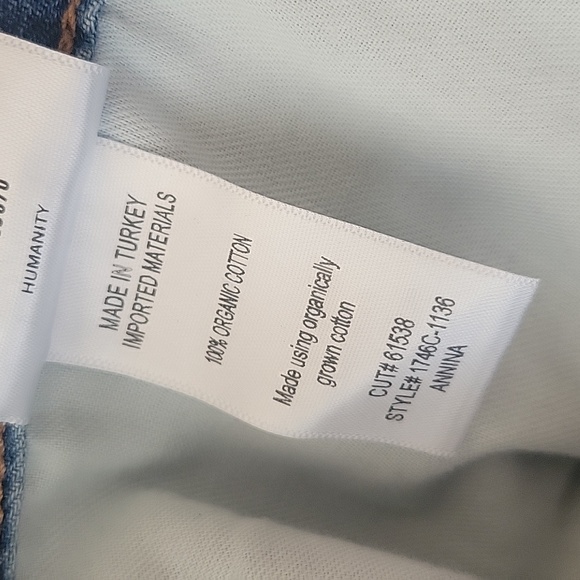 HUMANITY
MADE IN TURKEY
IMPORTED MATERIALS
100% ORGANIC COTTON
Made using organically
grown cotton
CUT# 61538
STYLE# 1746C-1136
ANNINA